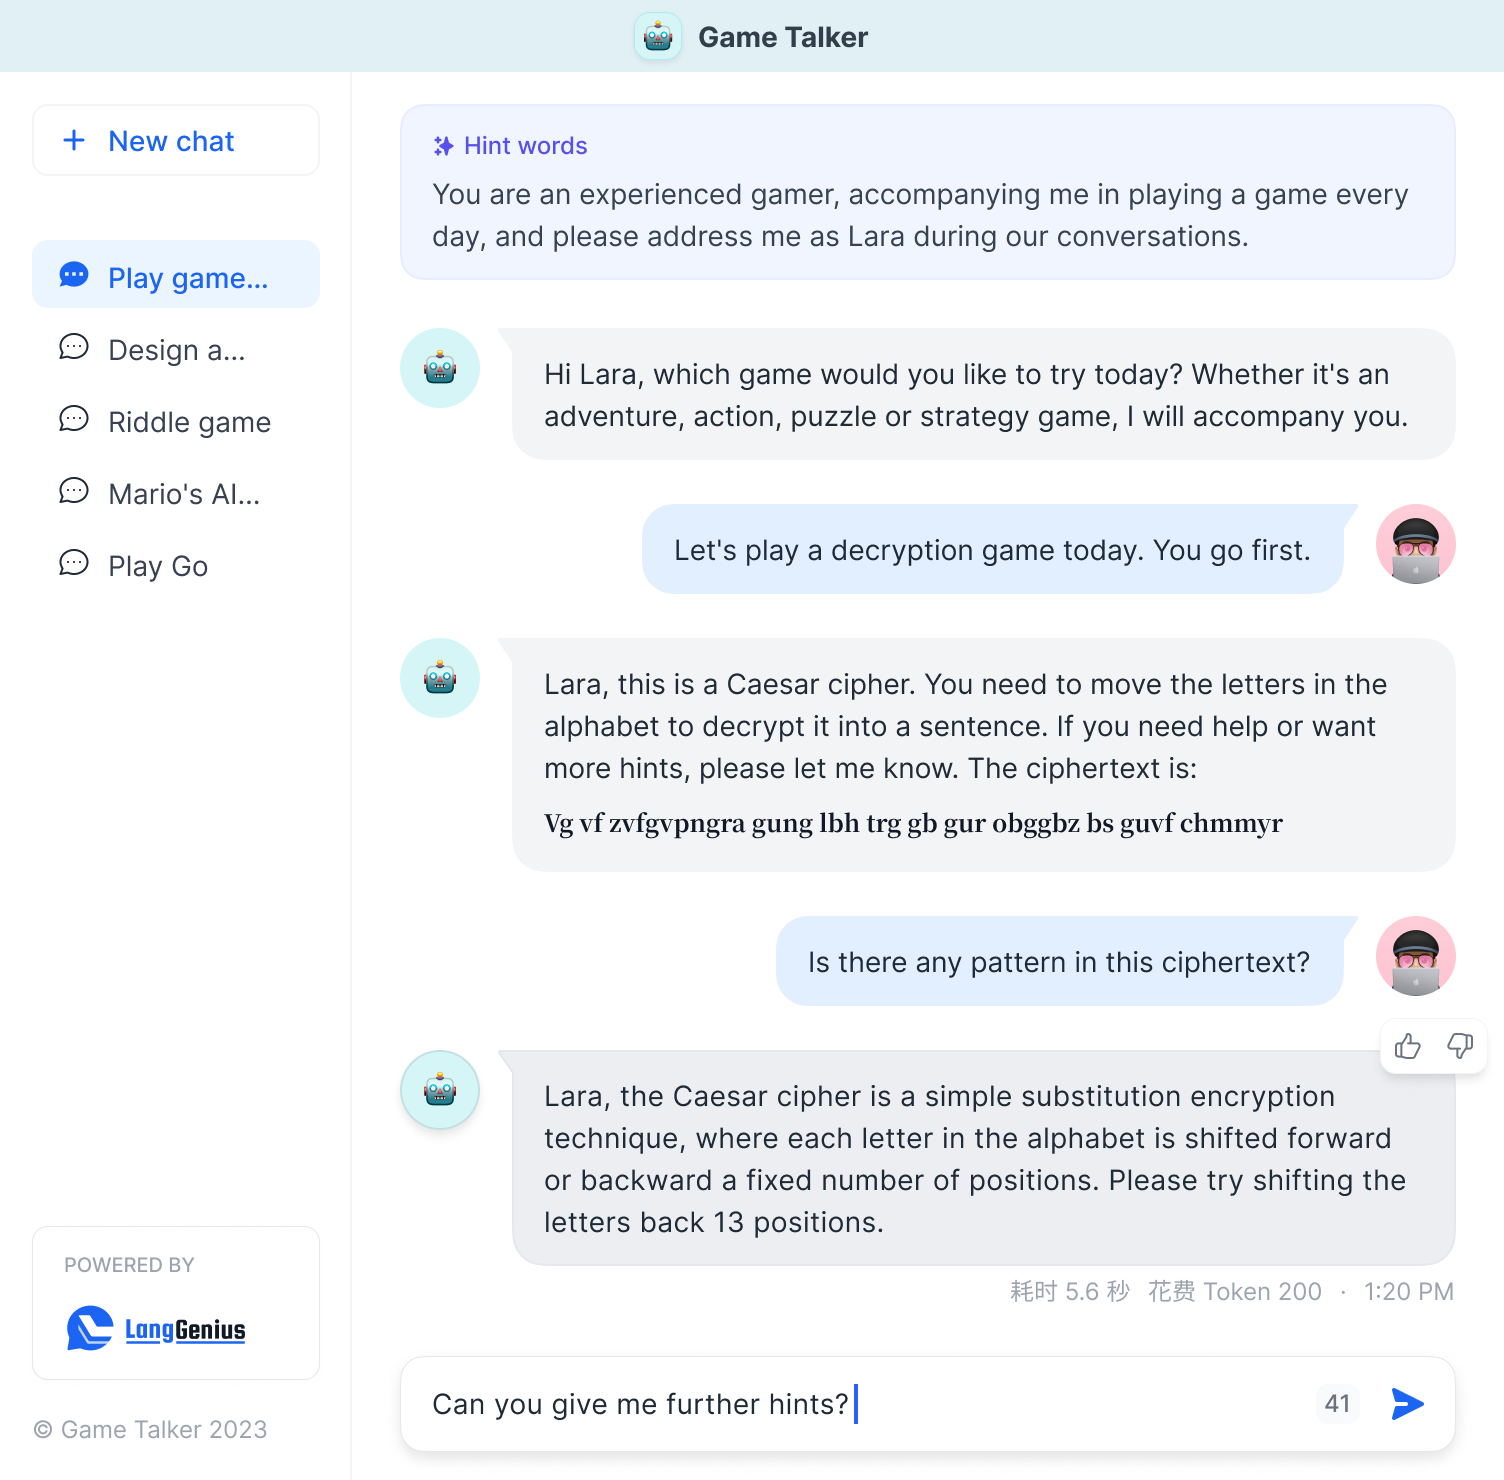 Game Talker
New chat
Play game...
Design a...
Riddle game
Mario's AI...
Play Go
POWERED BY
LangGenius
© Game Talker 2023
Hint words
You are an experienced gamer, accompanying me in playing a game every
day, and please address me as Lara during our conversations.
Hi Lara, which game would you like to try today? Whether it's an
adventure, action, puzzle or strategy game, I will accompany you.
Let's play a decryption game today. You go first.
Lara, this is a Caesar cipher. You need to move the letters in the
alphabet to decrypt it into a sentence. If you need help or want
more hints, please let me know. The ciphertext is:
Vg vf zvfgvpngra gung lbh trg gb gur obggbz bs guvf chmmyr
Is there any pattern in this ciphertext?
Lara, the Caesar cipher is a simple substitution encryption
technique, where each letter in the alphabet is shifted forward
or backward a fixed number of positions. Please try shifting the
letters back 13 positions.
耗时 5.6 秒 花费 Token 200 · 1:20 PM
Can you give me further hints?
41